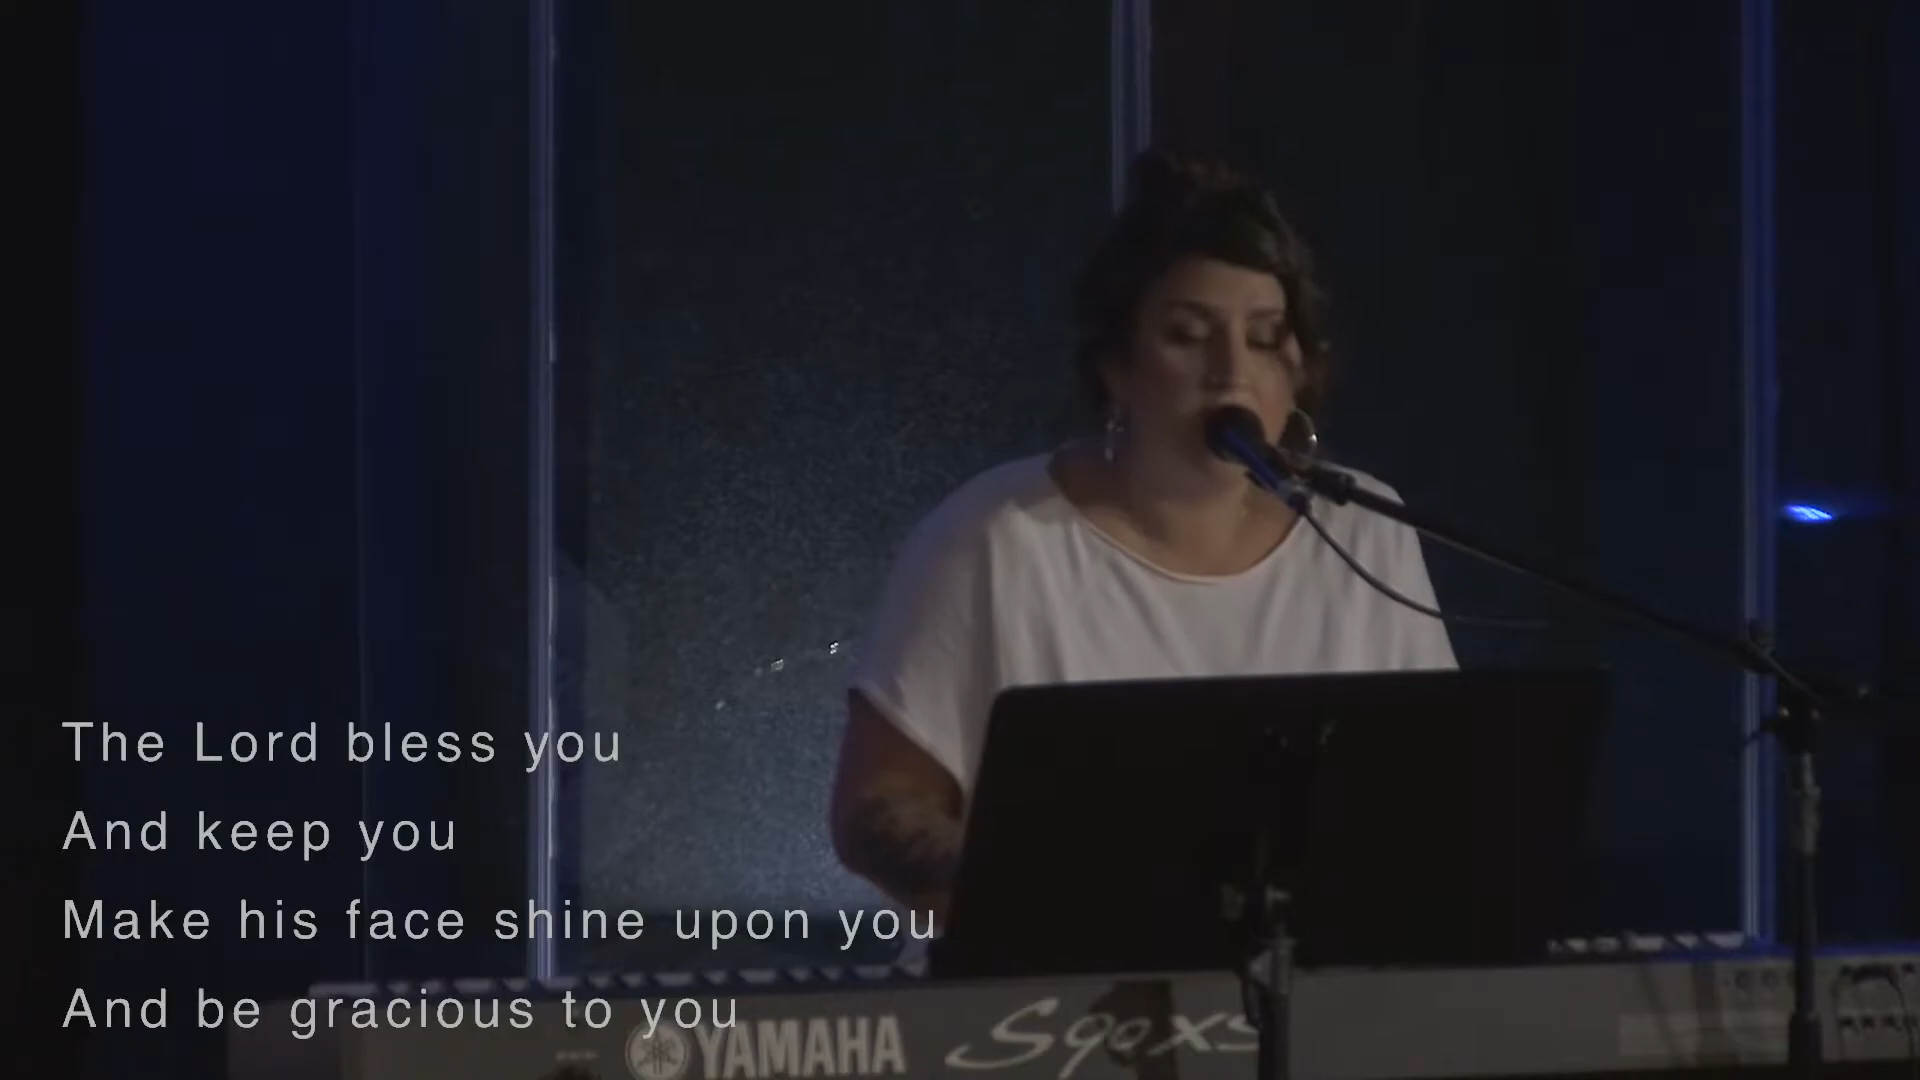 The Lord bless you
And keep you
Make his face shine upon you
And be gracious to you
YAMAHA S90XS